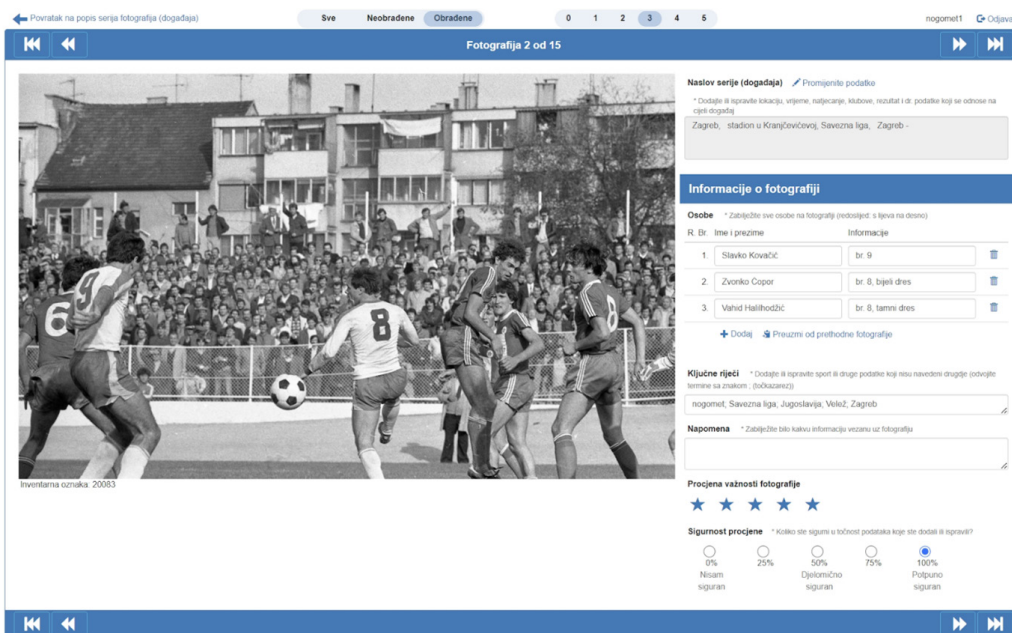 Povratak na popis serija fotografija (događaja)
Sve Neobrađene Obrađene
0 1 2 3 4 5
nogomet1 Odjava
Fotografija 2 od 15
Naslov serije (događaja) Promijenite podatke
* Dodajte ili ispravite lokaciju, vrijeme, natjecanje, klubove, rezultat i dr. podatke koji se odnose na
cijeli događaj
Zagreb, stadion u Kranjčovićovoj, Savezna liga, Zagreb -
Informacije o fotografiji
Osobe * Zabilježite sve osobe na fotografiji (redoslijed: s lijeva na desno)
R. Br. Ime i prezime Informacije
1. Slavko Kovačić br. 9
2. Zvonko Copor br. 8, bijeli dres
3. Vahid Halilhodžić br. 8, tamni dres
Dodaj Preuzmi od prethodne fotografije
Ključne riječi * Dodajte ili ispravite sport ili druge podatke koji nisu navedeni drugdje (odvojite
termine sa znakom ; (točkazarez))
nogomet; Savezna liga; Jugoslavija; Velež; Zagreb
Napomena * Zabilježite bilo kakvu informaciju vezanu uz fotografiju
Procjena važnosti fotografije
Sigurnost procjene * Koliko ste sigurni u točnost podataka koje ste dodali ili ispravili?
0% 25% 50% 75% 100%
Nisam Djelomično Potpuno
siguran siguran siguran
6 9 8 8
Inventarna oznaka: 20083